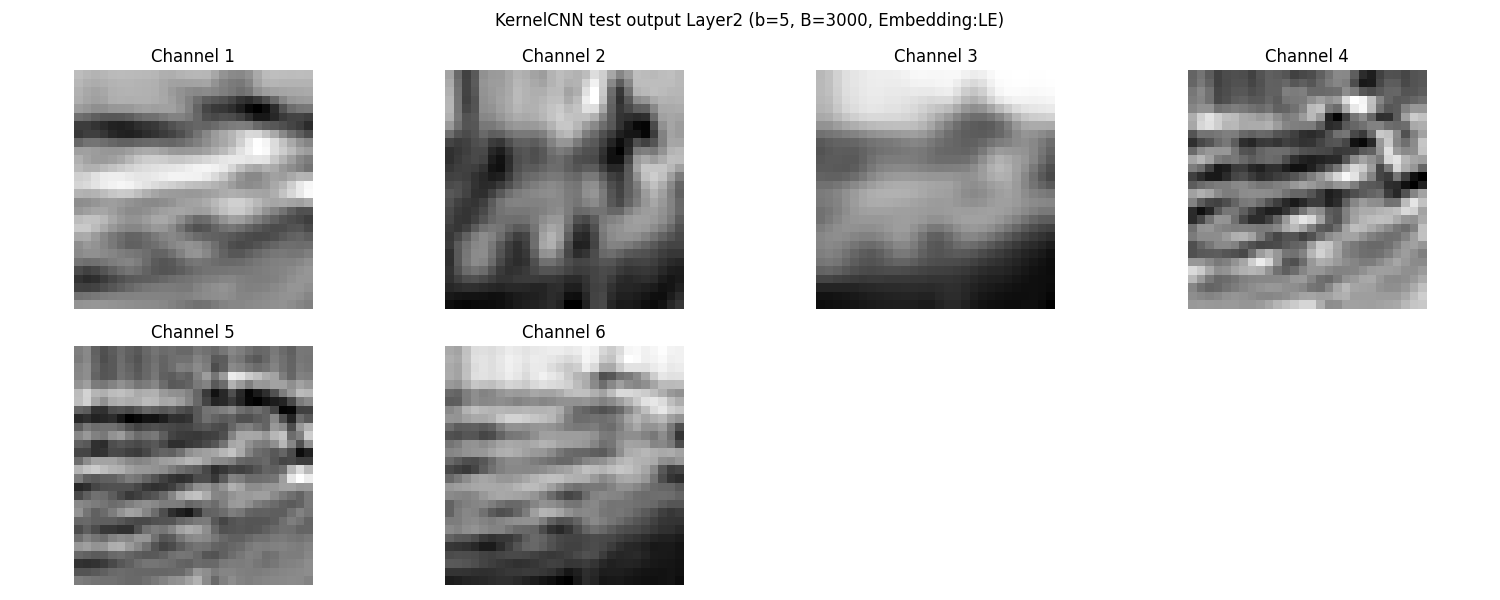 KernelCNN test output Layer2 (b=5, B=3000, Embedding:LE)
Channel 1
Channel 2
Channel 3
Channel 4
Channel 5
Channel 6